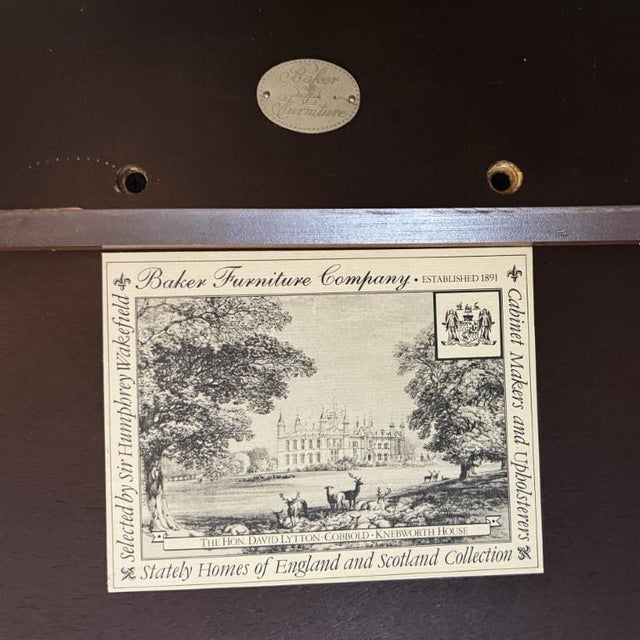 Baker
Furniture
Baker Furniture Company • ESTABLISHED 1891
Selected by Sir Humphrey Wakefield
Cabinet Makers and Upholsterers
THE HON. DAVID LYTTON · COBBOLD · KNEBWORTH HOUSE
Stately Homes of England and Scotland Collection